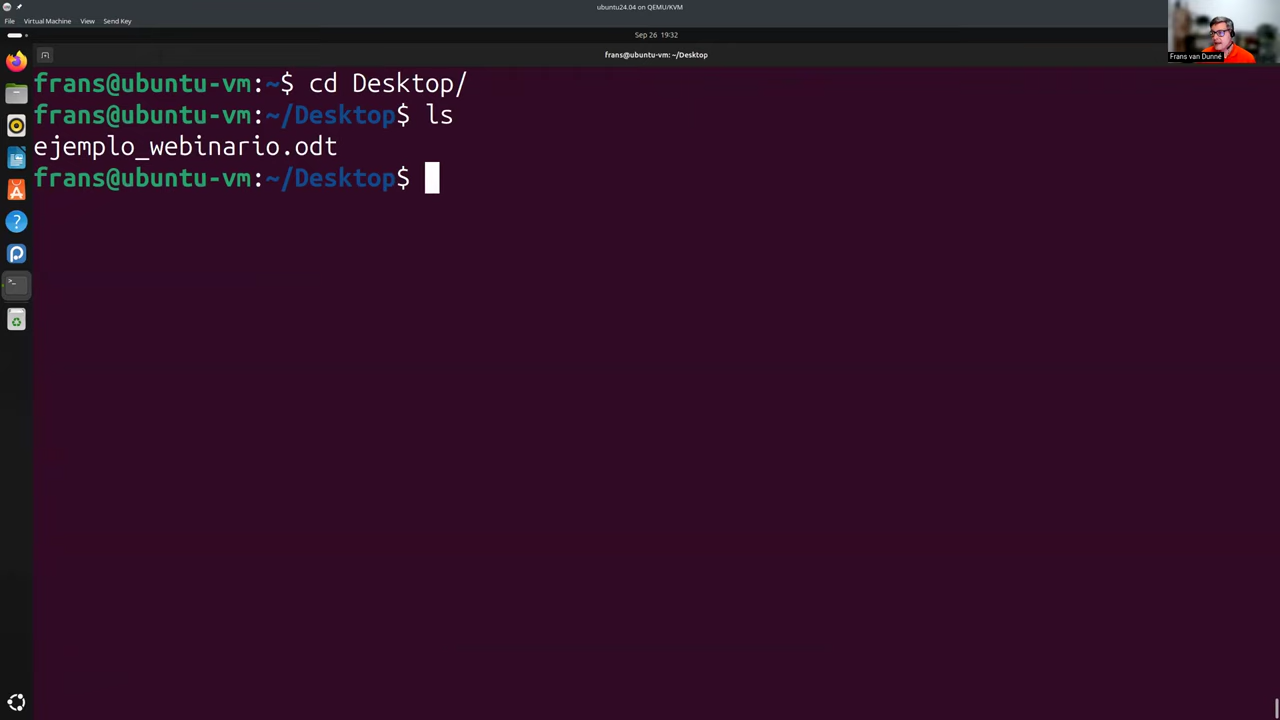 ubuntu24.04 on QEMU/KVM
File Virtual Machine View Send Key
Sep 26 19:32
frans@ubuntu-vm: ~/Desktop
Frans van Dunné
frans@ubuntu-vm:~$ cd Desktop/
frans@ubuntu-vm:~/Desktop$ ls
ejemplo_webinario.odt
frans@ubuntu-vm:~/Desktop$